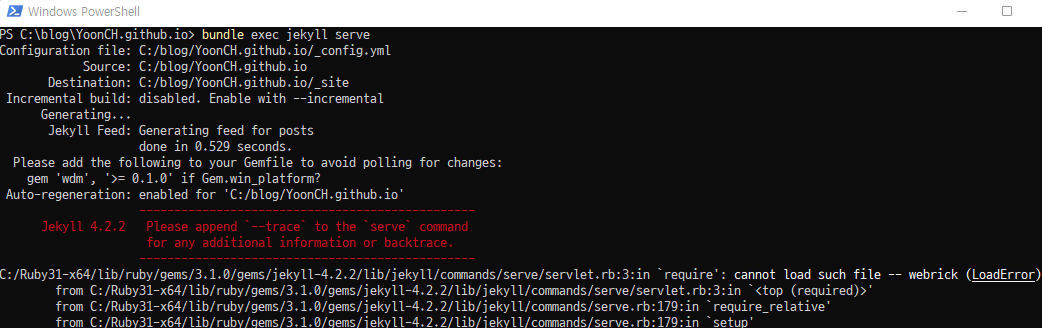 Windows PowerShell
PS C:\blog\YoonCH.github.io> bundle exec jekyll serve
Configuration file: C:/blog/YoonCH.github.io/_config.yml
Source: C:/blog/YoonCH.github.io
Destination: C:/blog/YoonCH.github.io/_site
Incremental build: disabled. Enable with --incremental
Generating...
Jekyll Feed: Generating feed for posts
done in 0.529 seconds.
Please add the following to your Gemfile to avoid polling for changes:
gem 'wdm', '>= 0.1.0' if Gem.win_platform?
Auto-regeneration: enabled for 'C:/blog/YoonCH.github.io'
------------------------------------------------
Jekyll 4.2.2   Please append `--trace` to the `serve` command
for any additional information or backtrace.
------------------------------------------------
C:/Ruby31-x64/lib/ruby/gems/3.1.0/gems/jekyll-4.2.2/lib/jekyll/commands/serve/servlet.rb:3:in `require': cannot load such file -- webrick (LoadError)
from C:/Ruby31-x64/lib/ruby/gems/3.1.0/gems/jekyll-4.2.2/lib/jekyll/commands/serve/servlet.rb:3:in `<top (required)>'
from C:/Ruby31-x64/lib/ruby/gems/3.1.0/gems/jekyll-4.2.2/lib/jekyll/commands/serve.rb:179:in `require_relative'
from C:/Ruby31-x64/lib/ruby/gems/3.1.0/gems/jekyll-4.2.2/lib/jekyll/commands/serve.rb:179:in `setup'